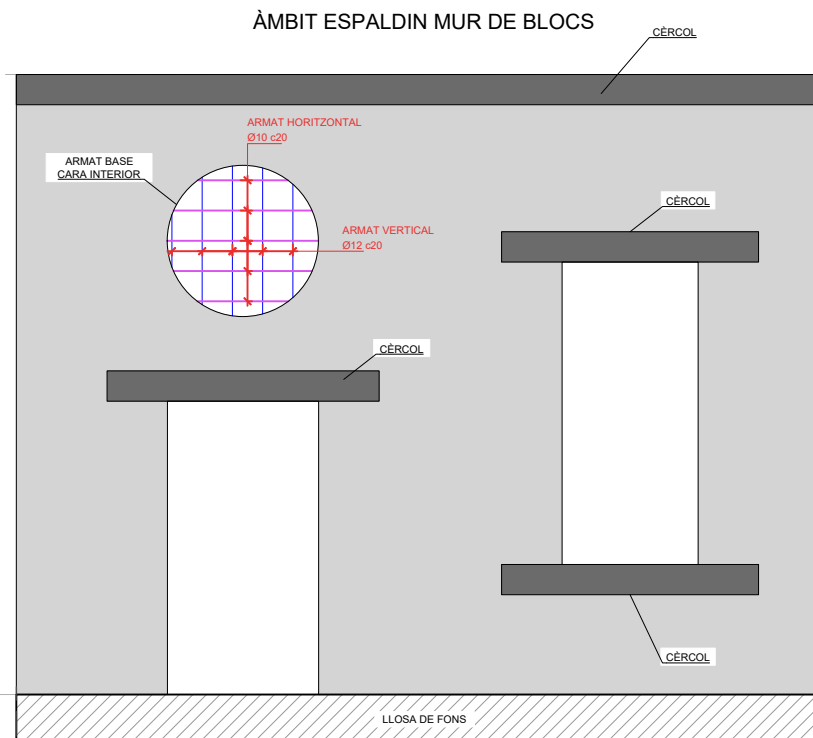 ÀMBIT ESPALDIN MUR DE BLOCS
CÈRCOL
ARMAT HORITZONTAL
Ø10 c20
ARMAT BASE
CARA INTERIOR
CÈRCOL
ARMAT VERTICAL
Ø12 c20
CÈRCOL
CÈRCOL
LLOSA DE FONS